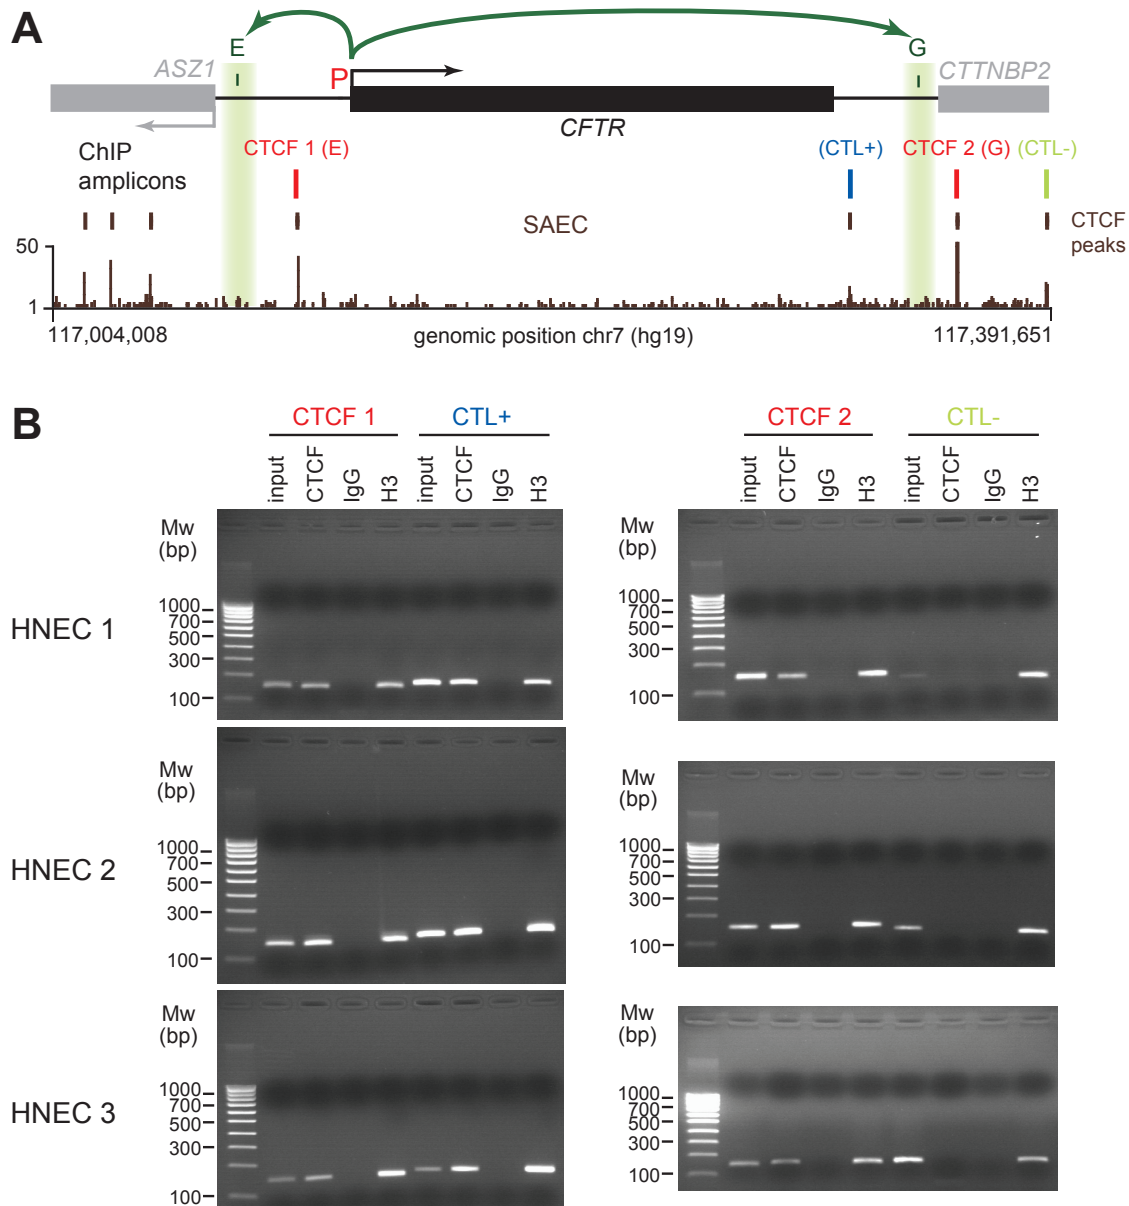 A
E
G
ASZ1
P
CTTNBP2
CFTR
ChIP
amplicons
CTCF 1 (E)
(CTL+)
CTCF 2 (G)
(CTL-)
SAEC
CTCF
peaks
50
1
117,004,008
genomic position chr7 (hg19)
117,391,651
B
CTCF 1
CTL+
CTCF 2
CTL-
input
CTCF
IgG
H3
input
CTCF
IgG
H3
input
CTCF
IgG
H3
input
CTCF
IgG
H3
HNEC 1
Mw
(bp)
1000
700
500
300
100
Mw
(bp)
1000
700
500
300
100
HNEC 2
Mw
(bp)
1000
700
500
300
100
Mw
(bp)
1000
700
500
300
100
HNEC 3
Mw
(bp)
1000
700
500
300
100
Mw
(bp)
1000
700
500
300
100